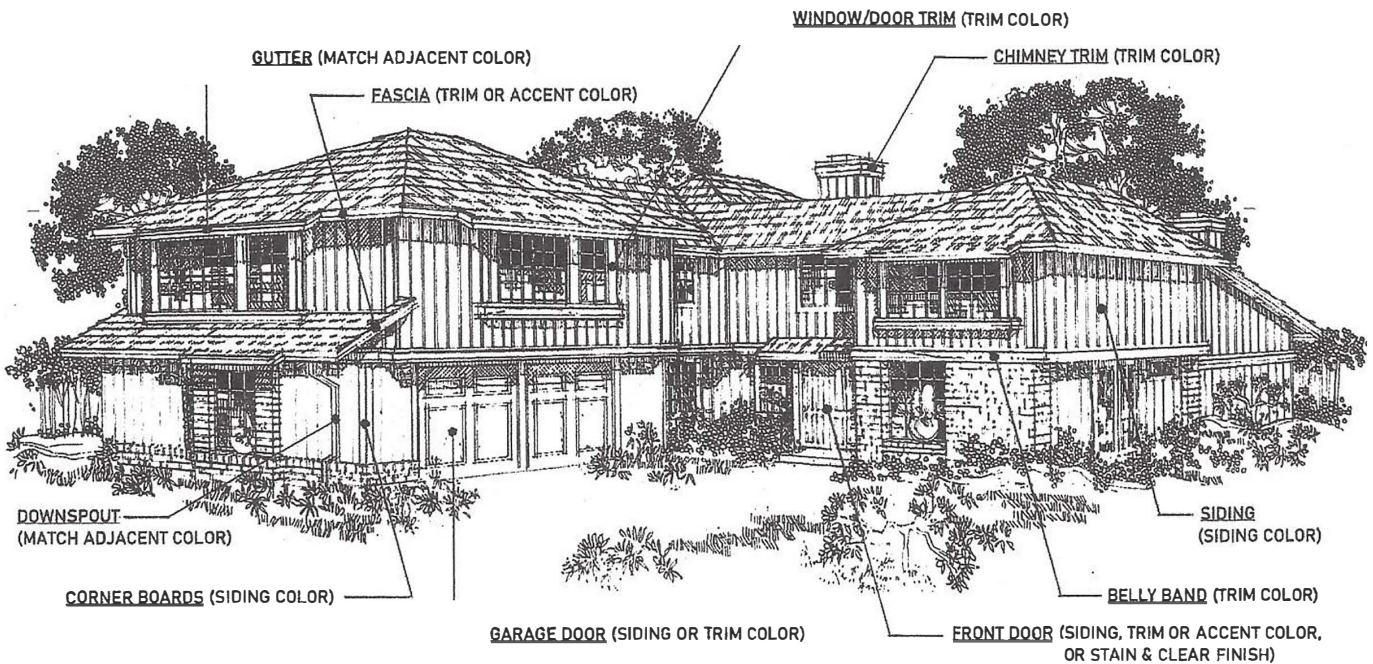 WINDOW/DOOR TRIM (TRIM COLOR)
GUTTER (MATCH ADJACENT COLOR)
CHIMNEY TRIM (TRIM COLOR)
FASCIA (TRIM OR ACCENT COLOR)
DOWNSPOUT
(MATCH ADJACENT COLOR)
SIDING
(SIDING COLOR)
CORNER BOARDS (SIDING COLOR)
BELLY BAND (TRIM COLOR)
GARAGE DOOR (SIDING OR TRIM COLOR)
FRONT DOOR (SIDING, TRIM OR ACCENT COLOR,
OR STAIN & CLEAR FINISH)